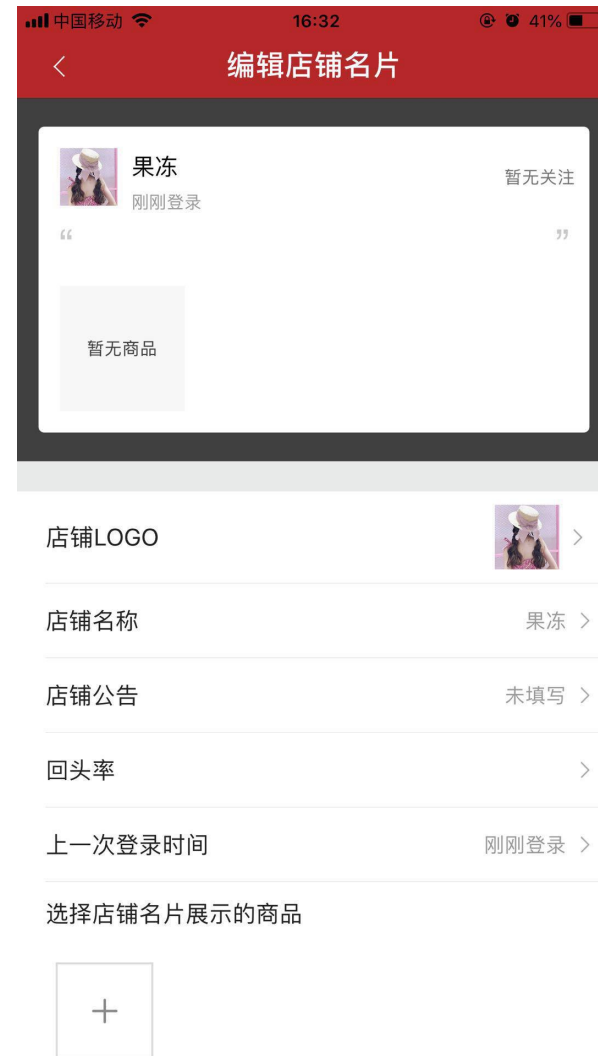 中国移动 16:32 41%
编辑店铺名片
果冻
暂无关注
刚刚登录
“ ”
暂无商品
店铺LOGO
店铺名称 果冻
店铺公告 未填写
回头率
上一次登录时间 刚刚登录
选择店铺名片展示的商品